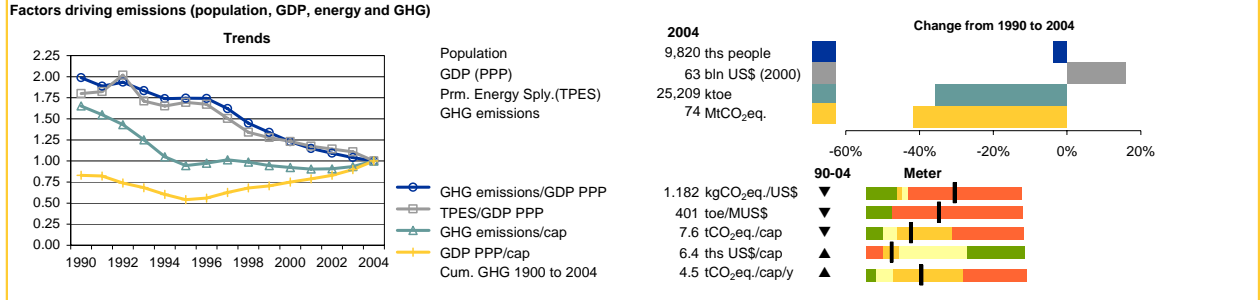 Factors driving emissions (population, GDP, energy and GHG)
Trends
2.25
2.00
1.75
1.50
1.25
1.00
0.75
0.50
0.25
0.00
1990 1992 1994 1996 1998 2000 2002 2004
2004
Population 9,820 ths people
GDP (PPP) 63 bln US$ (2000)
Prm. Energy Sply.(TPES) 25,209 ktoe
GHG emissions 74 MtCO₂eq.
Change from 1990 to 2004
-60% -40% -20% 0% 20%
90-04 Meter
GHG emissions/GDP PPP 1.182 kgCO₂eq./US$ ▼
TPES/GDP PPP 401 toe/MUS$ ▼
GHG emissions/cap 7.6 tCO₂eq./cap ▼
GDP PPP/cap 6.4 ths US$/cap ▲
Cum. GHG 1900 to 2004 4.5 tCO₂eq./cap/y ▲